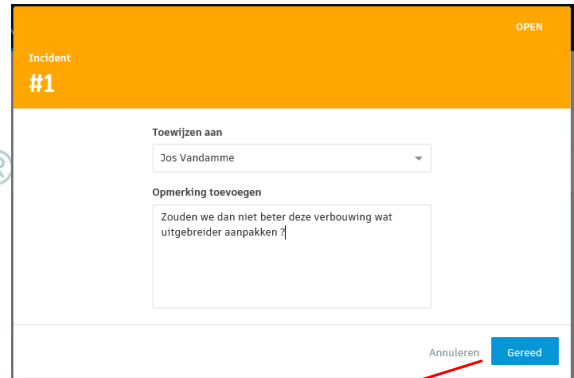 OPEN
Incident
#1
Toewijzen aan
Jos Vandamme
Opmerking toevoegen
Zouden we dan niet beter deze verbouwing wat
uitgebreider aanpakken ?
Annuleren
Gereed
®